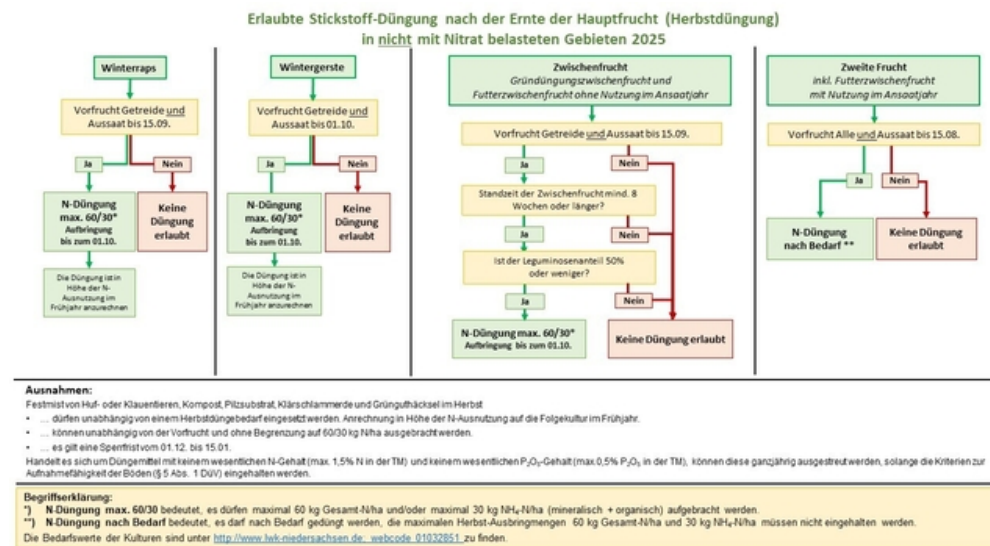 Erlaubte Stickstoff-Düngung nach der Ernte der Hauptfrucht (Herbstdüngung)
in nicht mit Nitrat belasteten Gebieten 2025
Winterraps
Vorfrucht Getreide und
Aussaat bis 15.09.
Ja
Nein
N-Düngung
max. 60/30*
Aufbringung
bis zum 01.10.
Keine
Düngung
erlaubt
Die Düngung ist in
Höhe der N-
Ausnutzung im
Frühjahr anzurechnen
Wintergerste
Vorfrucht Getreide und
Aussaat bis 01.10.
Ja
Nein
N-Düngung
max. 60/30*
Aufbringung
bis zum 01.10.
Keine
Düngung
erlaubt
Die Düngung ist in
Höhe der N-
Ausnutzung im
Frühjahr anzurechnen
Zwischenfrucht
Gründüngungszwischenfrucht und
Futterzwischenfrucht ohne Nutzung im Ansaatjahr
Vorfrucht Getreide und Aussaat bis 15.09.
Ja
Nein
Standzeit der Zwischenfrucht mind. 8
Wochen oder länger?
Ja
Nein
Ist der Leguminosenanteil 50%
oder weniger?
Ja
Nein
N-Düngung max. 60/30*
Aufbringung bis zum 01.10.
Keine Düngung erlaubt
Zweite Frucht
inkl. Futterzwischenfrucht
mit Nutzung im Ansaatjahr
Vorfrucht Alle und Aussaat bis 15.08.
Ja
Nein
N-Düngung
nach Bedarf **
Keine Düngung
erlaubt
Ausnahmen:
Festmist von Huf- oder Klauentieren, Kompost, Pilzsubstrat, Klärschlammerde und Grünguthäcksel im Herbst
• ... dürfen unabhängig von einem Herbstdüngebedarf eingesetzt werden. Anrechnung in Höhe der N-Ausnutzung auf die Folgekultur im Frühjahr.
• ... können unabhängig von der Vorfrucht und ohne Begrenzung auf 60/30 kg N/ha ausgebracht werden.
• ... es gilt eine Sperrfrist vom 01.12. bis 15.01.
Handelt es sich um Düngemittel mit keinem wesentlichen N-Gehalt (max. 1,5% N in der TM) und keinem wesentlichen P₂O₅-Gehalt (max.0,5% P₂O₅ in der TM), können diese ganzjährig ausgestreut werden, solange die Kriterien zur
Aufnahmefähigkeit der Böden (§ 5 Abs. 1 DüV) eingehalten werden.
Begriffserklärung:
*) N-Düngung max. 60/30 bedeutet, es dürfen maximal 60 kg Gesamt-N/ha und/oder maximal 30 kg NH₄-N/ha (mineralisch + organisch) aufgebracht werden.
**) N-Düngung nach Bedarf bedeutet, es darf nach Bedarf gedüngt werden, die maximalen Herbst-Ausbringmengen 60 kg Gesamt-N/ha und 30 kg NH₄-N/ha müssen nicht eingehalten werden.
Die Bedarfswerte der Kulturen sind unter http://www.lwk-niedersachsen.de; webcode 01032851 zu finden.